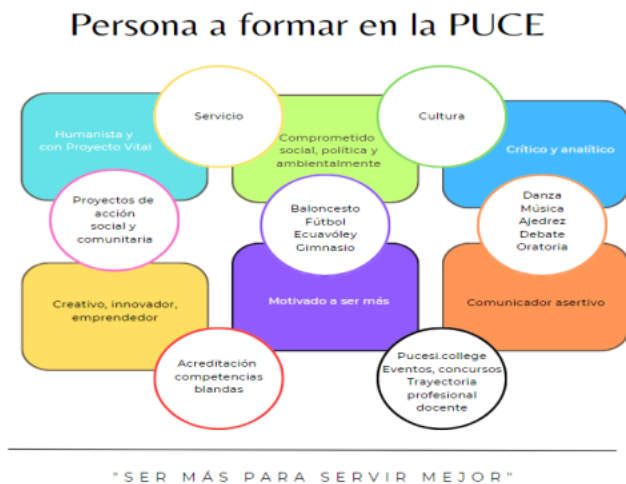 Persona a formar en la PUCE
Servicio
Cultura
Humanista y
con Proyecto Vital
Comprometido
social, política y
ambientalmente
Crítico y analítico
Proyectos de
acción
social y
comunitaria
Baloncesto
Fútbol
Ecuavóley
Gimnasio
Danza
Música
Ajedrez
Debate
Oratoria
Creativo, innovador,
emprendedor
Motivado a ser más
Comunicador asertivo
Acreditación
competencias
blandas
Pucesi.college
Eventos, concursos
Trayectoria
profesional
docente
"SER MÁS PARA SERVIR MEJOR"